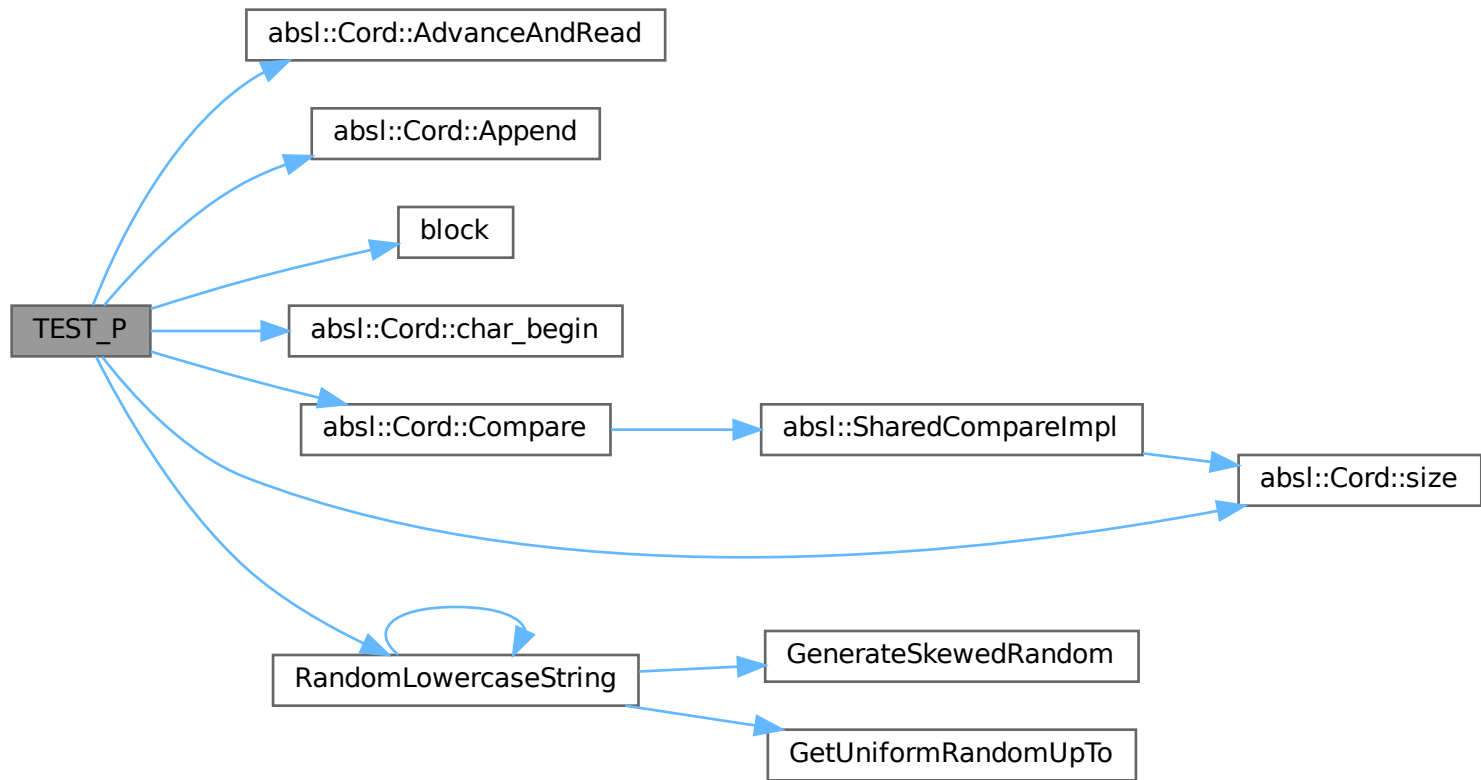 absl::Cord::AdvanceAndRead
absl::Cord::Append
block
TEST_P
absl::Cord::char_begin
absl::Cord::Compare
absl::SharedCompareImpl
absl::Cord::size
RandomLowercaseString
GenerateSkewedRandom
GetUniformRandomUpTo